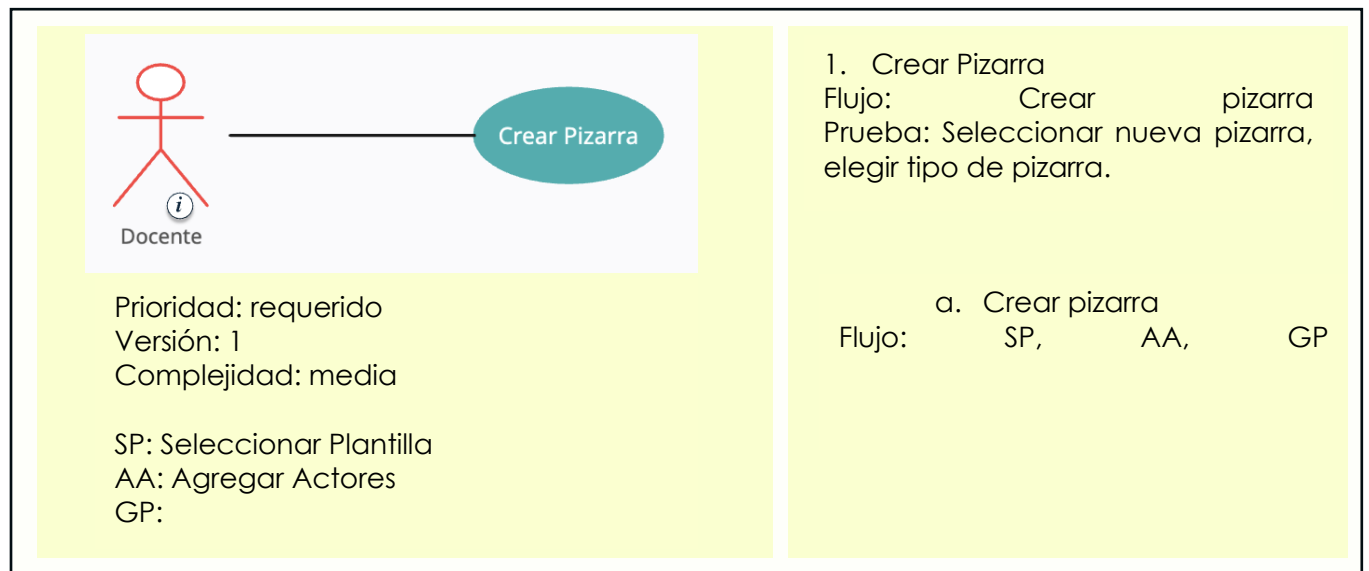 Crear Pizarra
i
Docente
Prioridad: requerido
Versión: 1
Complejidad: media
SP: Seleccionar Plantilla
AA: Agregar Actores
GP:
1. Crear Pizarra
Flujo: Crear pizarra
Prueba: Seleccionar nueva pizarra,
elegir tipo de pizarra.
a. Crear pizarra
Flujo: SP, AA, GP